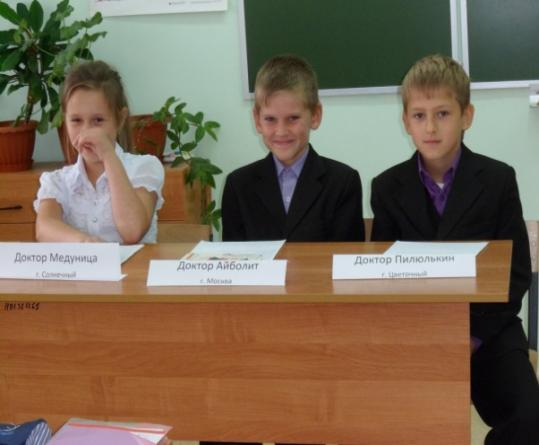 Доктор Медуница
г. Солнечный
Доктор Айболит
г. Москва
Доктор Пилюлькин
г. Цветочный